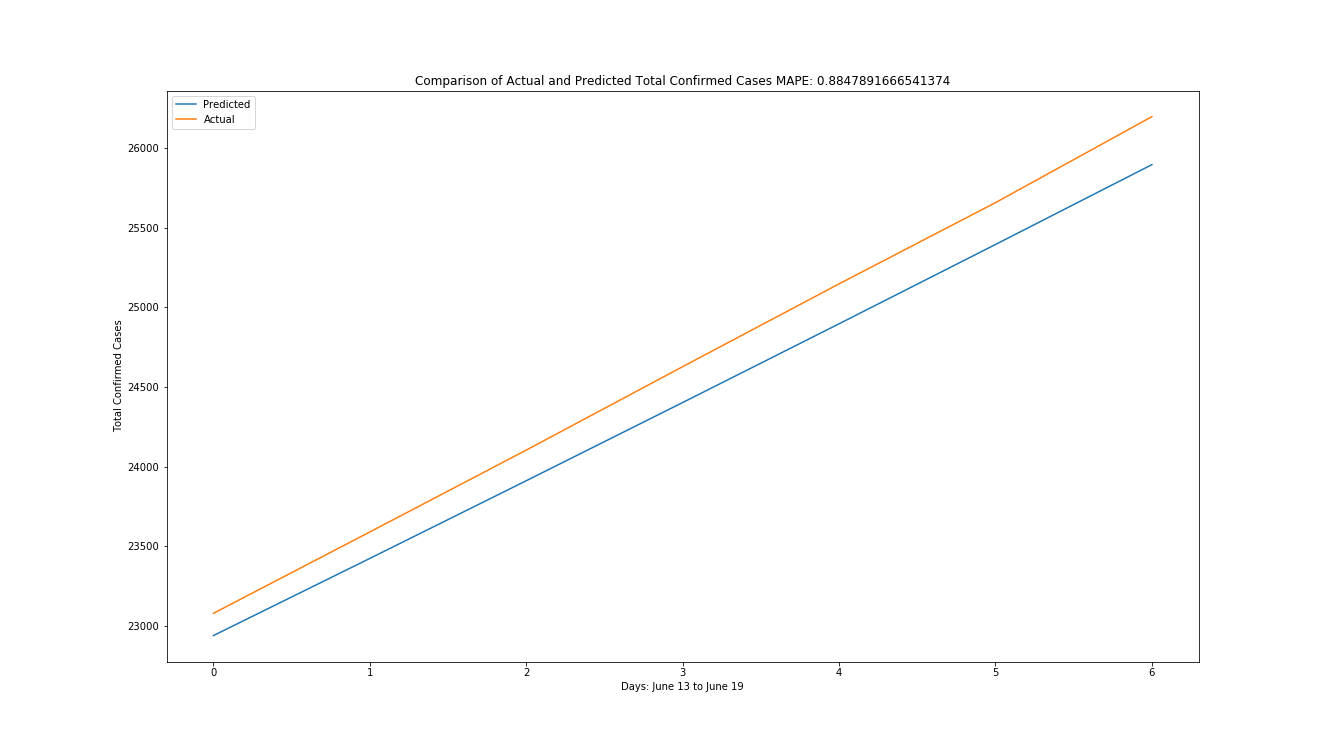 Comparison of Actual and Predicted Total Confirmed Cases MAPE: 0.8847891666541374
Predicted
Actual
26000
25500
25000
24500
24000
23500
23000
Total Confirmed Cases
0 1 2 3 4 5 6
Days: June 13 to June 19